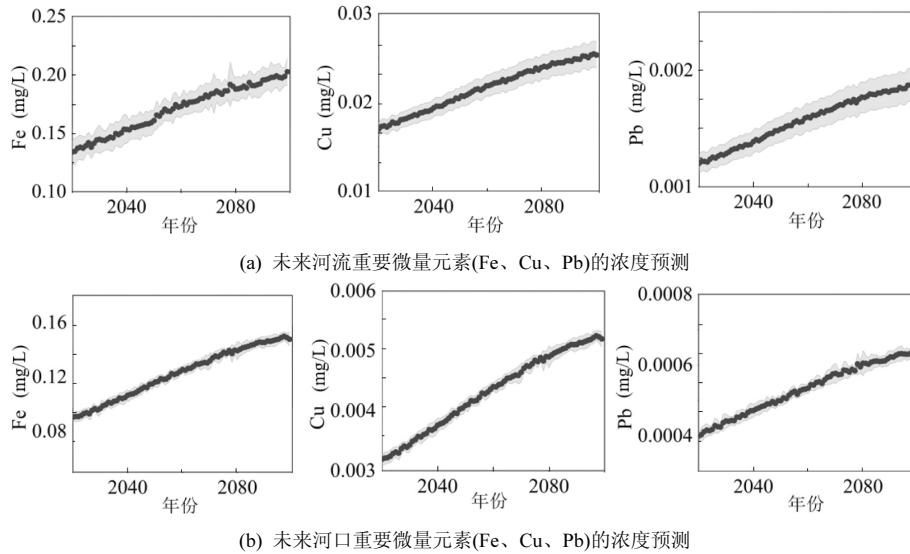 0.25
0.20
0.15
0.10
Fe (mg/L)
2040
2080
年份
0.03
0.02
0.01
Cu (mg/L)
2040
2080
年份
0.002
0.001
Pb (mg/L)
2040
2080
年份
(a) 未来河流重要微量元素(Fe、Cu、Pb)的浓度预测
0.16
0.12
0.08
Fe (mg/L)
2040
2080
年份
0.006
0.005
0.004
0.003
Cu (mg/L)
2040
2080
年份
0.0008
0.0006
0.0004
Pb (mg/L)
2040
2080
年份
(b) 未来河口重要微量元素(Fe、Cu、Pb)的浓度预测